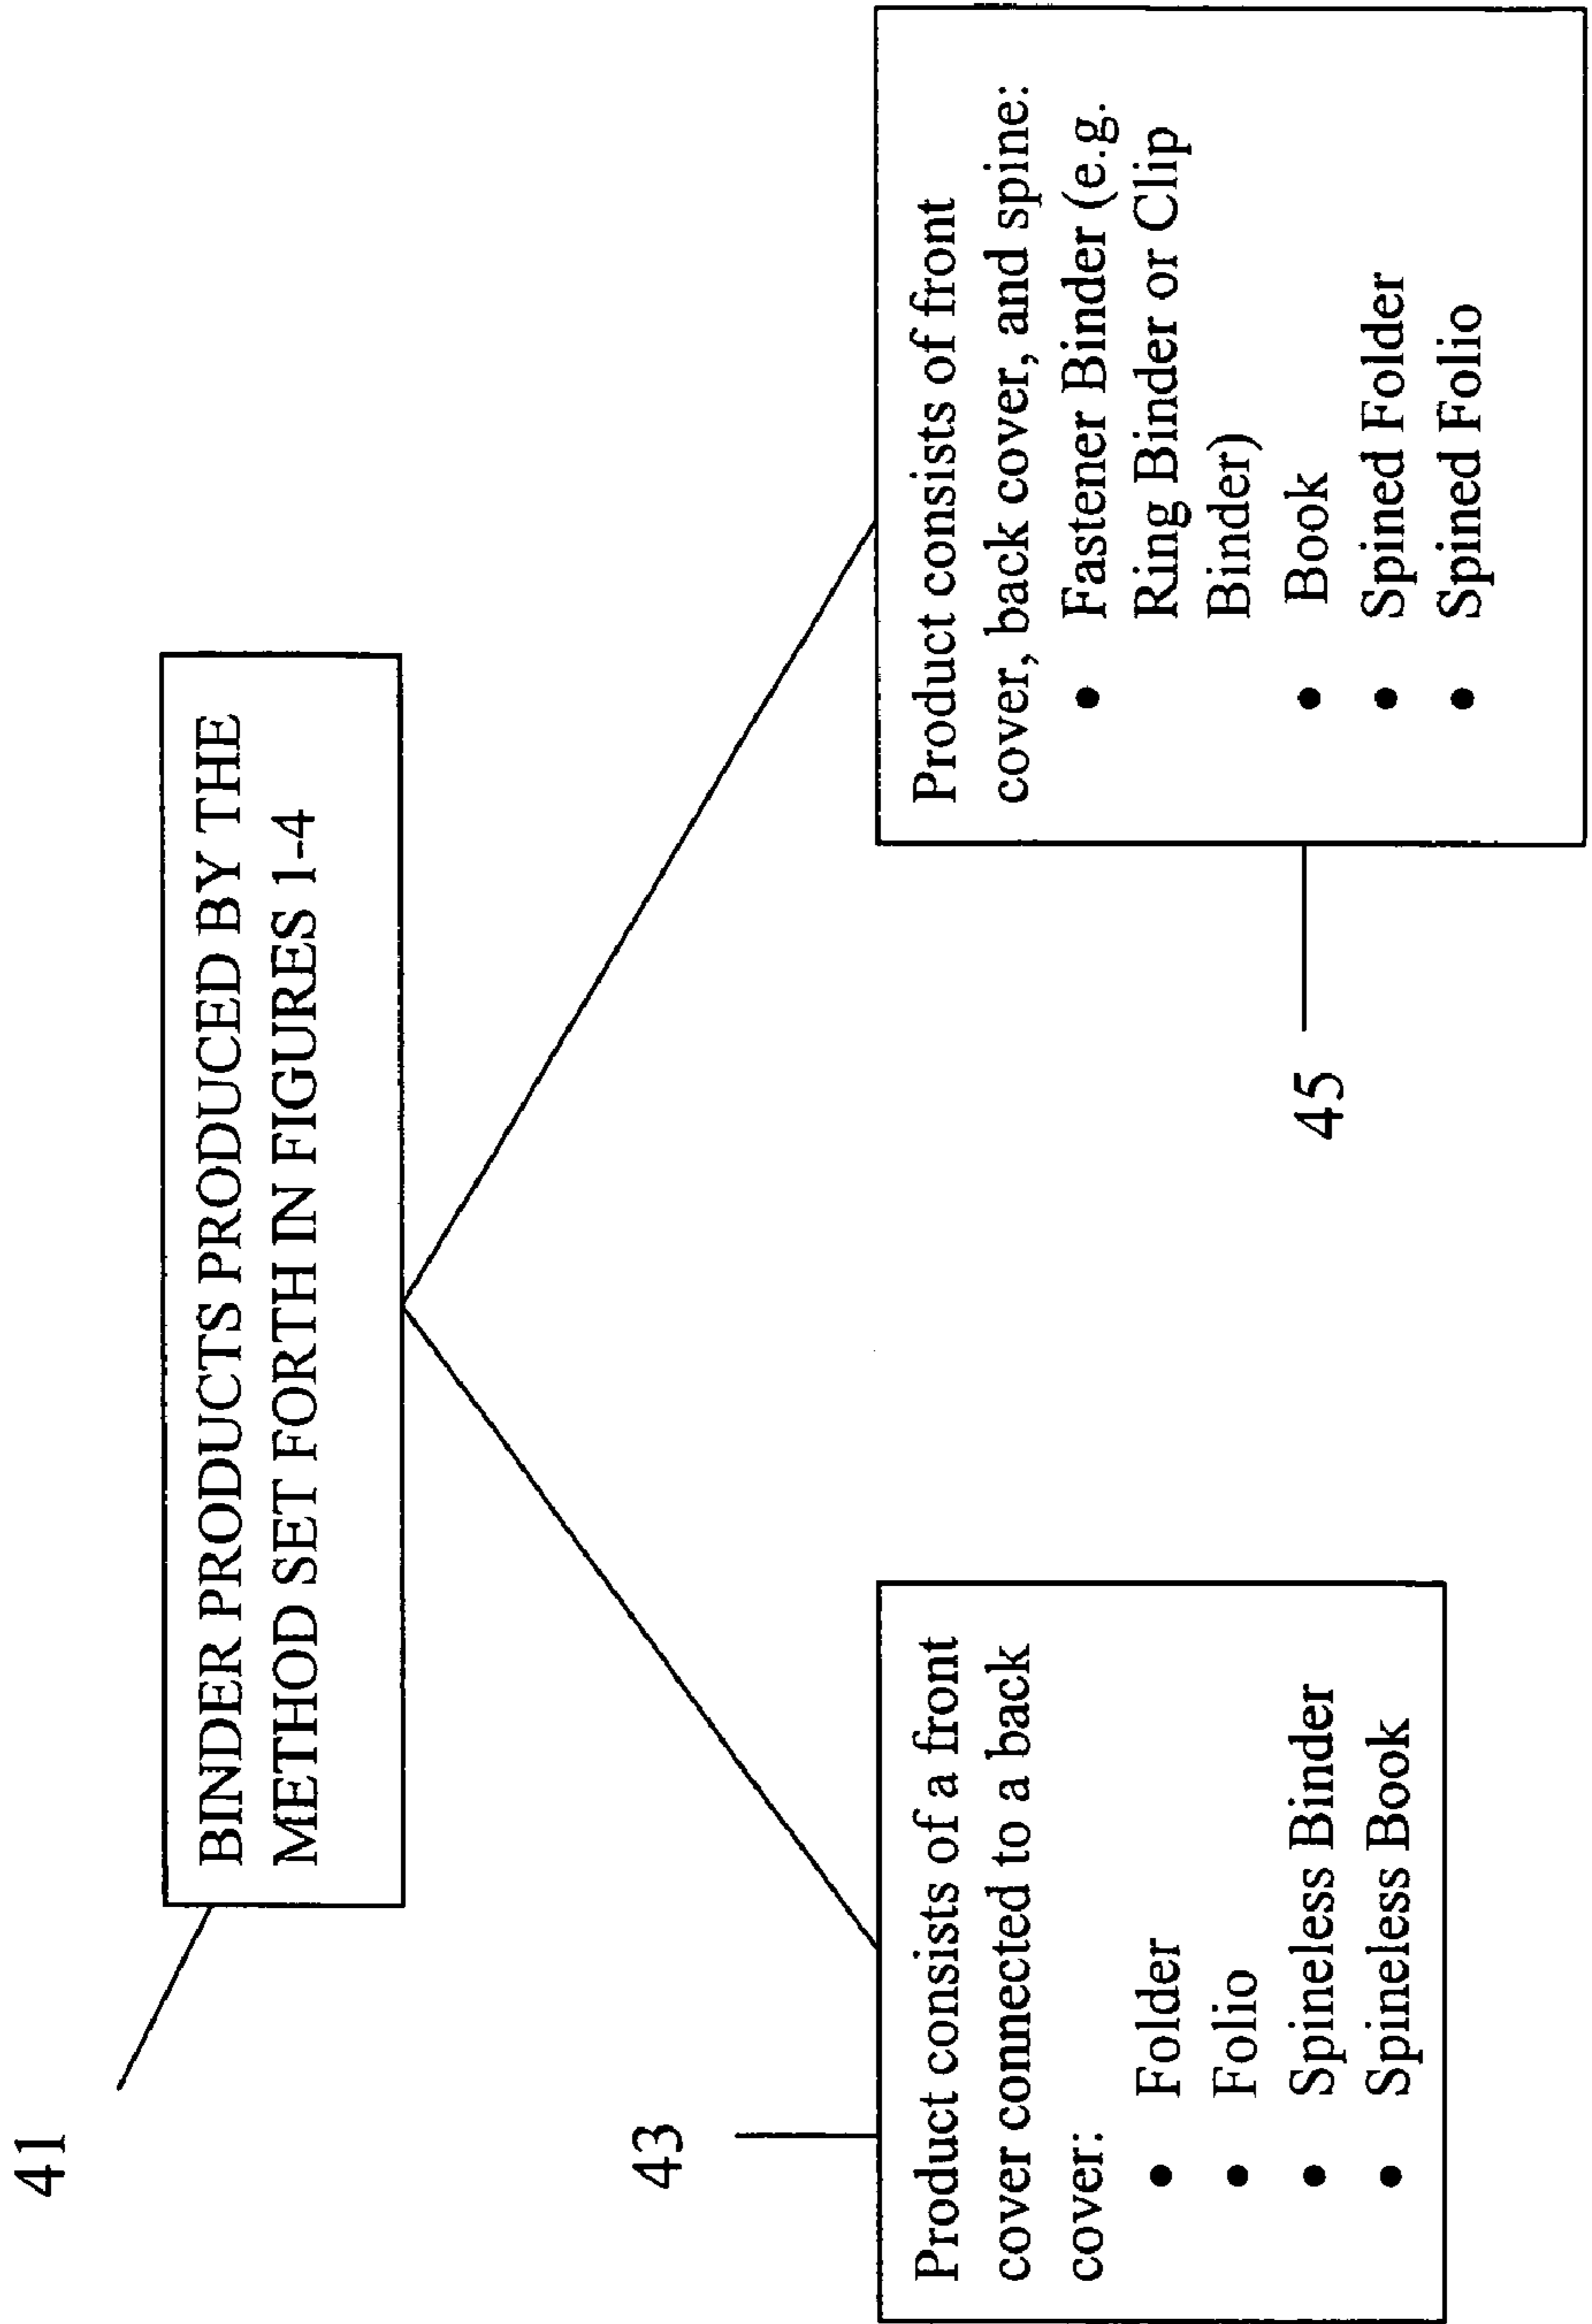 41
BINDER PRODUCTS PRODUCED BY THE
METHOD SET FORTH IN FIGURES 1-4
43
Product consists of a front
cover connected to a back
cover:
• Folder
• Folio
• Spineless Binder
• Spineless Book
45
Product consists of front
cover, back cover, and spine:
• Fastener Binder (e.g.
Ring Binder or Clip
Binder)
• Book
• Spined Folder
• Spined Folio